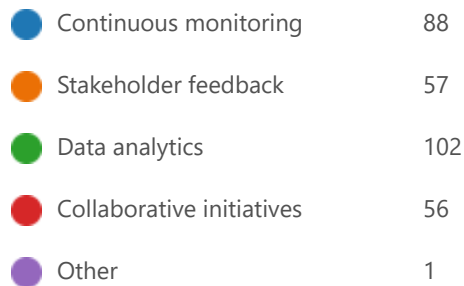 Continuous monitoring 88
Stakeholder feedback 57
Data analytics 102
Collaborative initiatives 56
Other 1